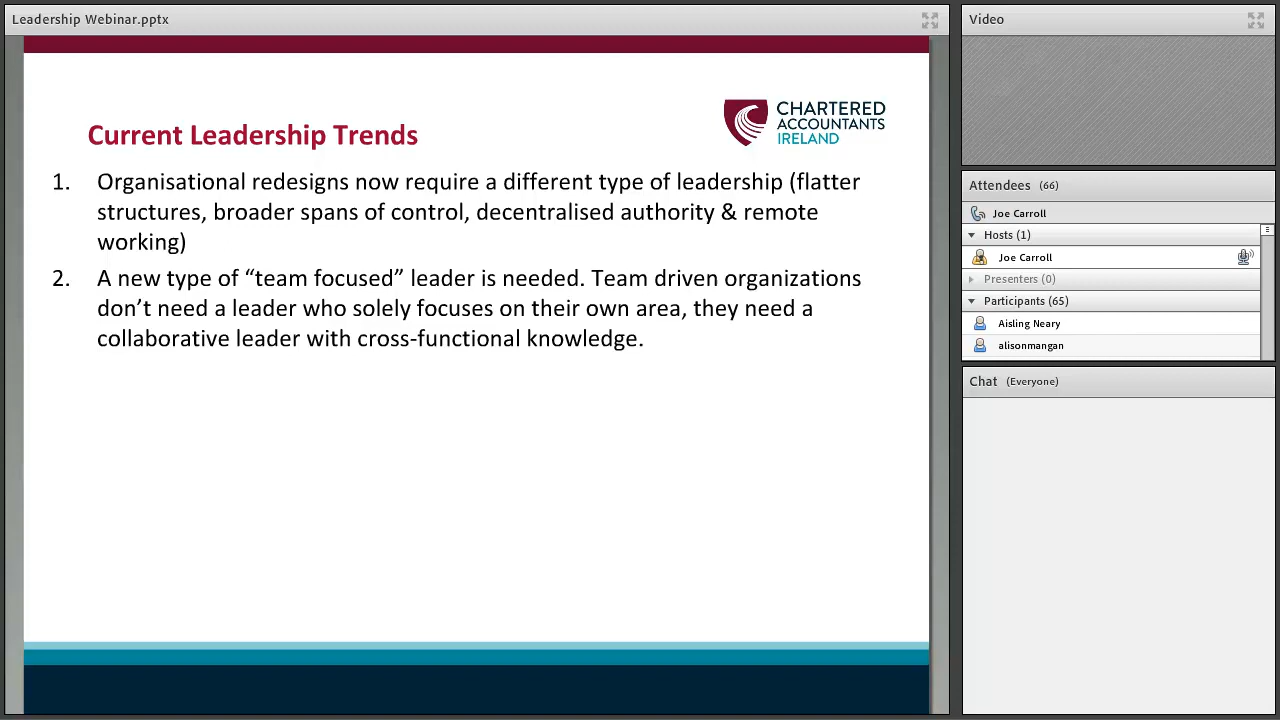 Leadership Webinar.pptx
Current Leadership Trends
CHARTERED
ACCOUNTANTS
IRELAND
1. Organisational redesigns now require a different type of leadership (flatter
structures, broader spans of control, decentralised authority & remote
working)
2. A new type of “team focused” leader is needed. Team driven organizations
don’t need a leader who solely focuses on their own area, they need a
collaborative leader with cross-functional knowledge.
Video
Attendees (66)
Joe Carroll
Hosts (1)
Joe Carroll
Presenters (0)
Participants (65)
Aisling Neary
alisonmangan
Chat (Everyone)